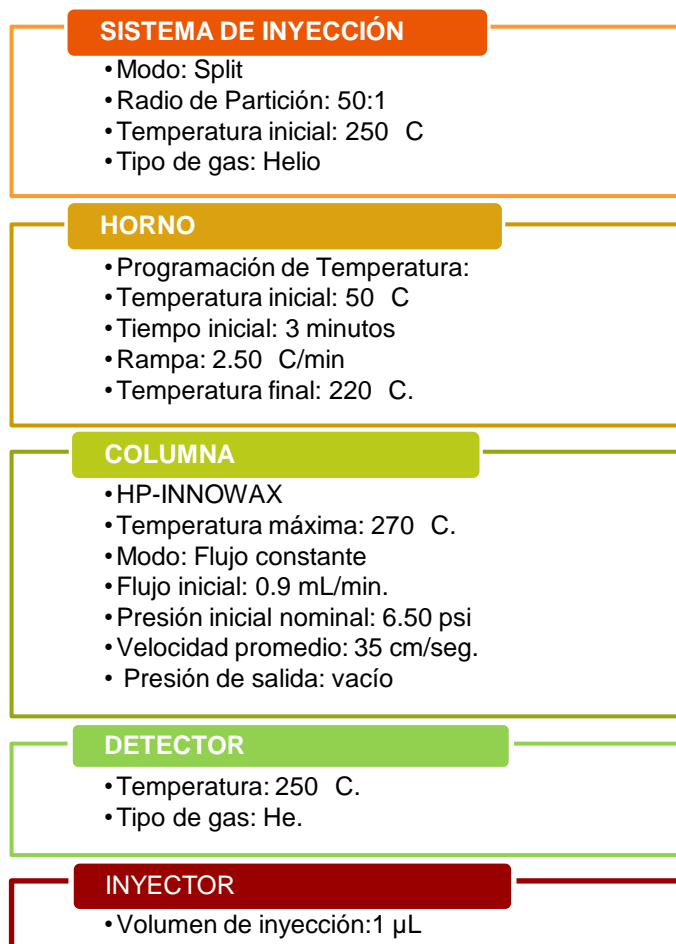 SISTEMA DE INYECCIÓN
•Modo: Split
•Radio de Partición: 50:1
•Temperatura inicial: 250 C
•Tipo de gas: Helio
HORNO
•Programación de Temperatura:
•Temperatura inicial: 50 C
•Tiempo inicial: 3 minutos
•Rampa: 2.50 C/min
•Temperatura final: 220 C.
COLUMNA
•HP-INNOWAX
•Temperatura máxima: 270 C.
•Modo: Flujo constante
•Flujo inicial: 0.9 mL/min.
•Presión inicial nominal: 6.50 psi
•Velocidad promedio: 35 cm/seg.
• Presión de salida: vacío
DETECTOR
•Temperatura: 250 C.
•Tipo de gas: He.
INYECTOR
•Volumen de inyección:1 µL